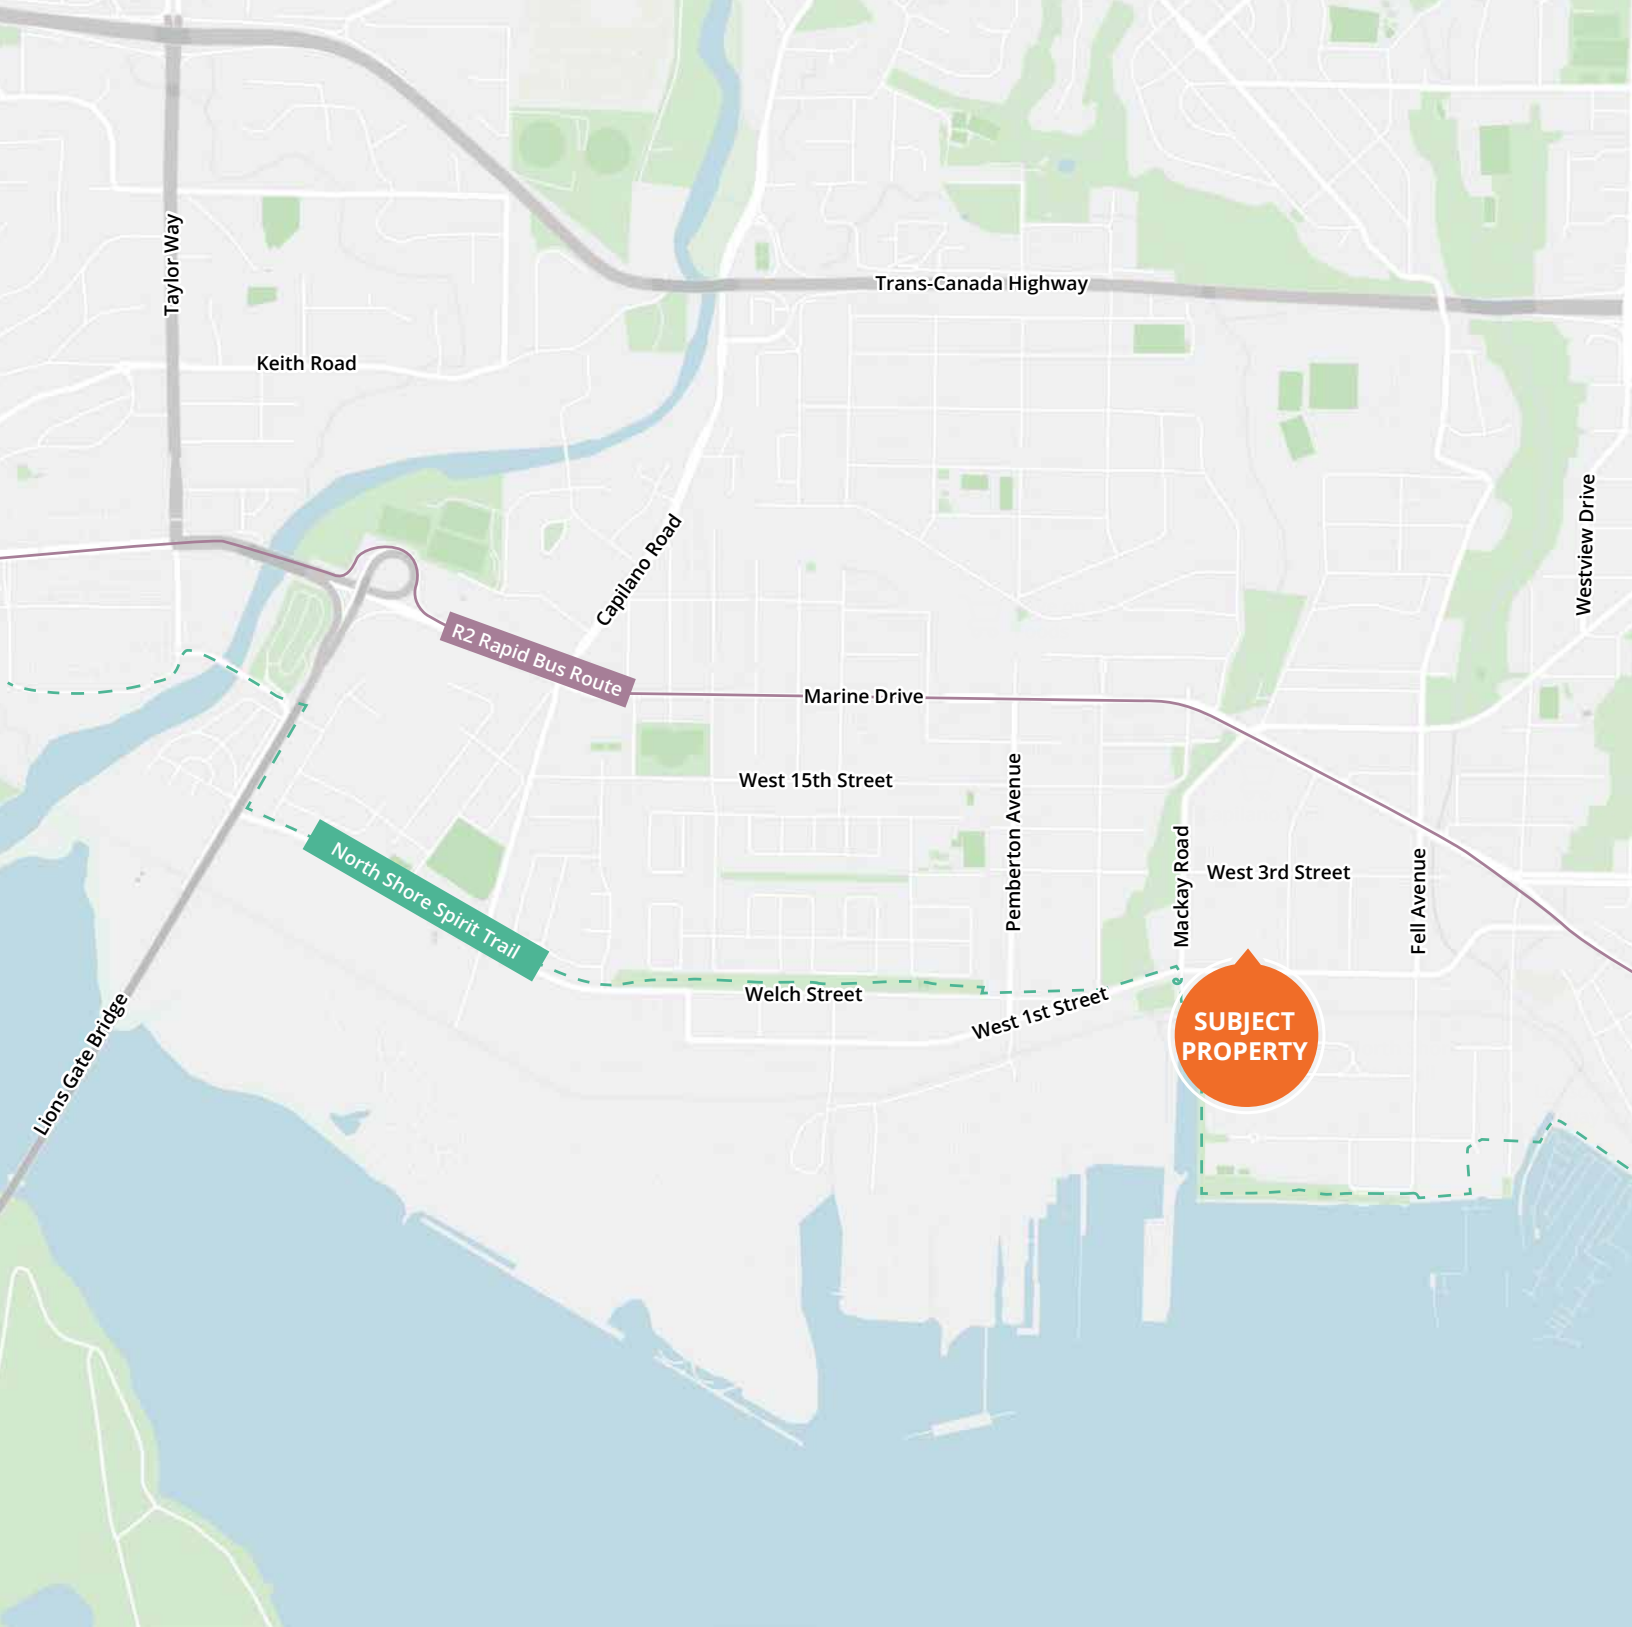 Taylor Way
Trans-Canada Highway
Keith Road
Westview Drive
Capilano Road
R2 Rapid Bus Route
Marine Drive
West 15th Street
Pemberton Avenue
Mackay Road
West 3rd Street
Fell Avenue
North Shore Spirit Trail
Welch Street
West 1st Street
Lions Gate Bridge
SUBJECT
PROPERTY